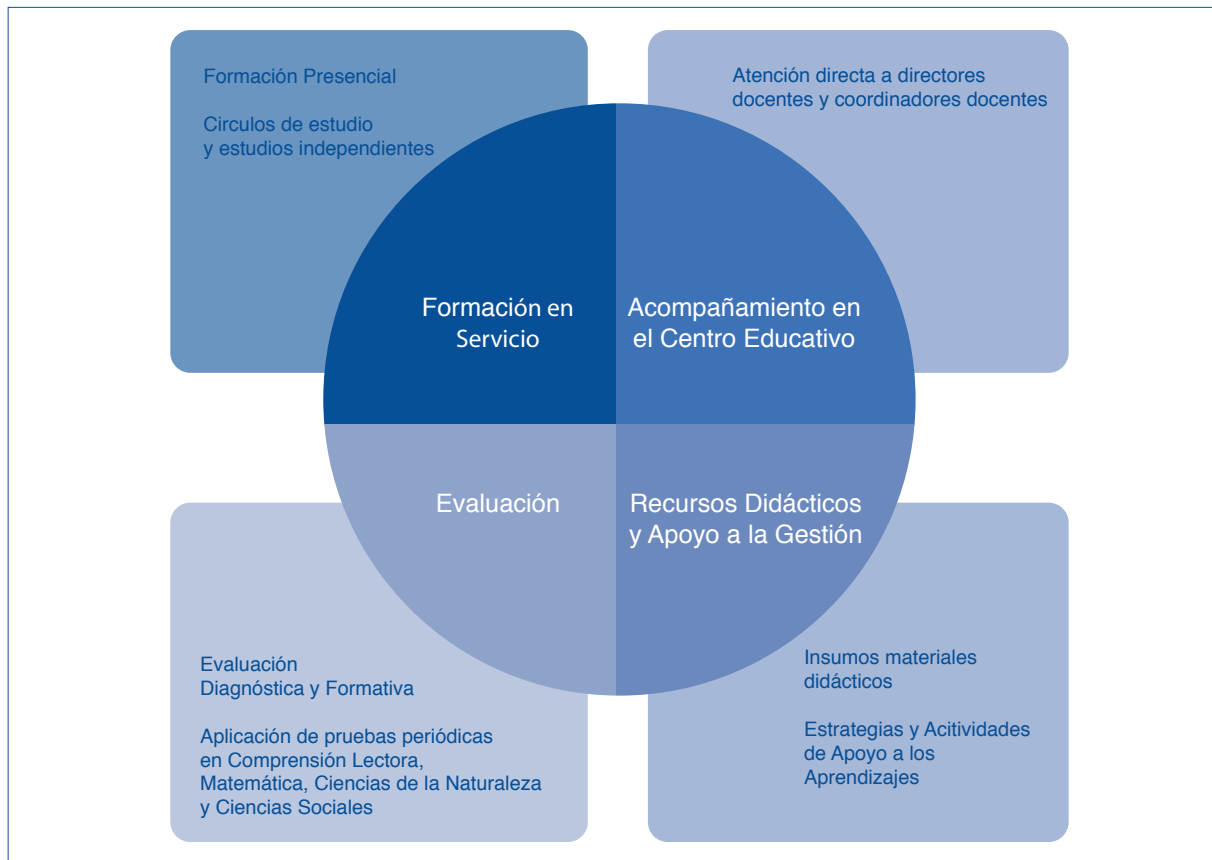 Formación Presencial
Circulos de estudio
y estudios independientes
Atención directa a directores
docentes y coordinadores docentes
Formación en
Servicio
Acompañamiento en
el Centro Educativo
Evaluación
Recursos Didácticos
y Apoyo a la Gestión
Evaluación
Diagnóstica y Formativa
Aplicación de pruebas periódicas
en Comprensión Lectora,
Matemática, Ciencias de la Naturaleza
y Ciencias Sociales
Insumos materiales
didácticos
Estrategias y Acitividades
de Apoyo a los
Aprendizajes